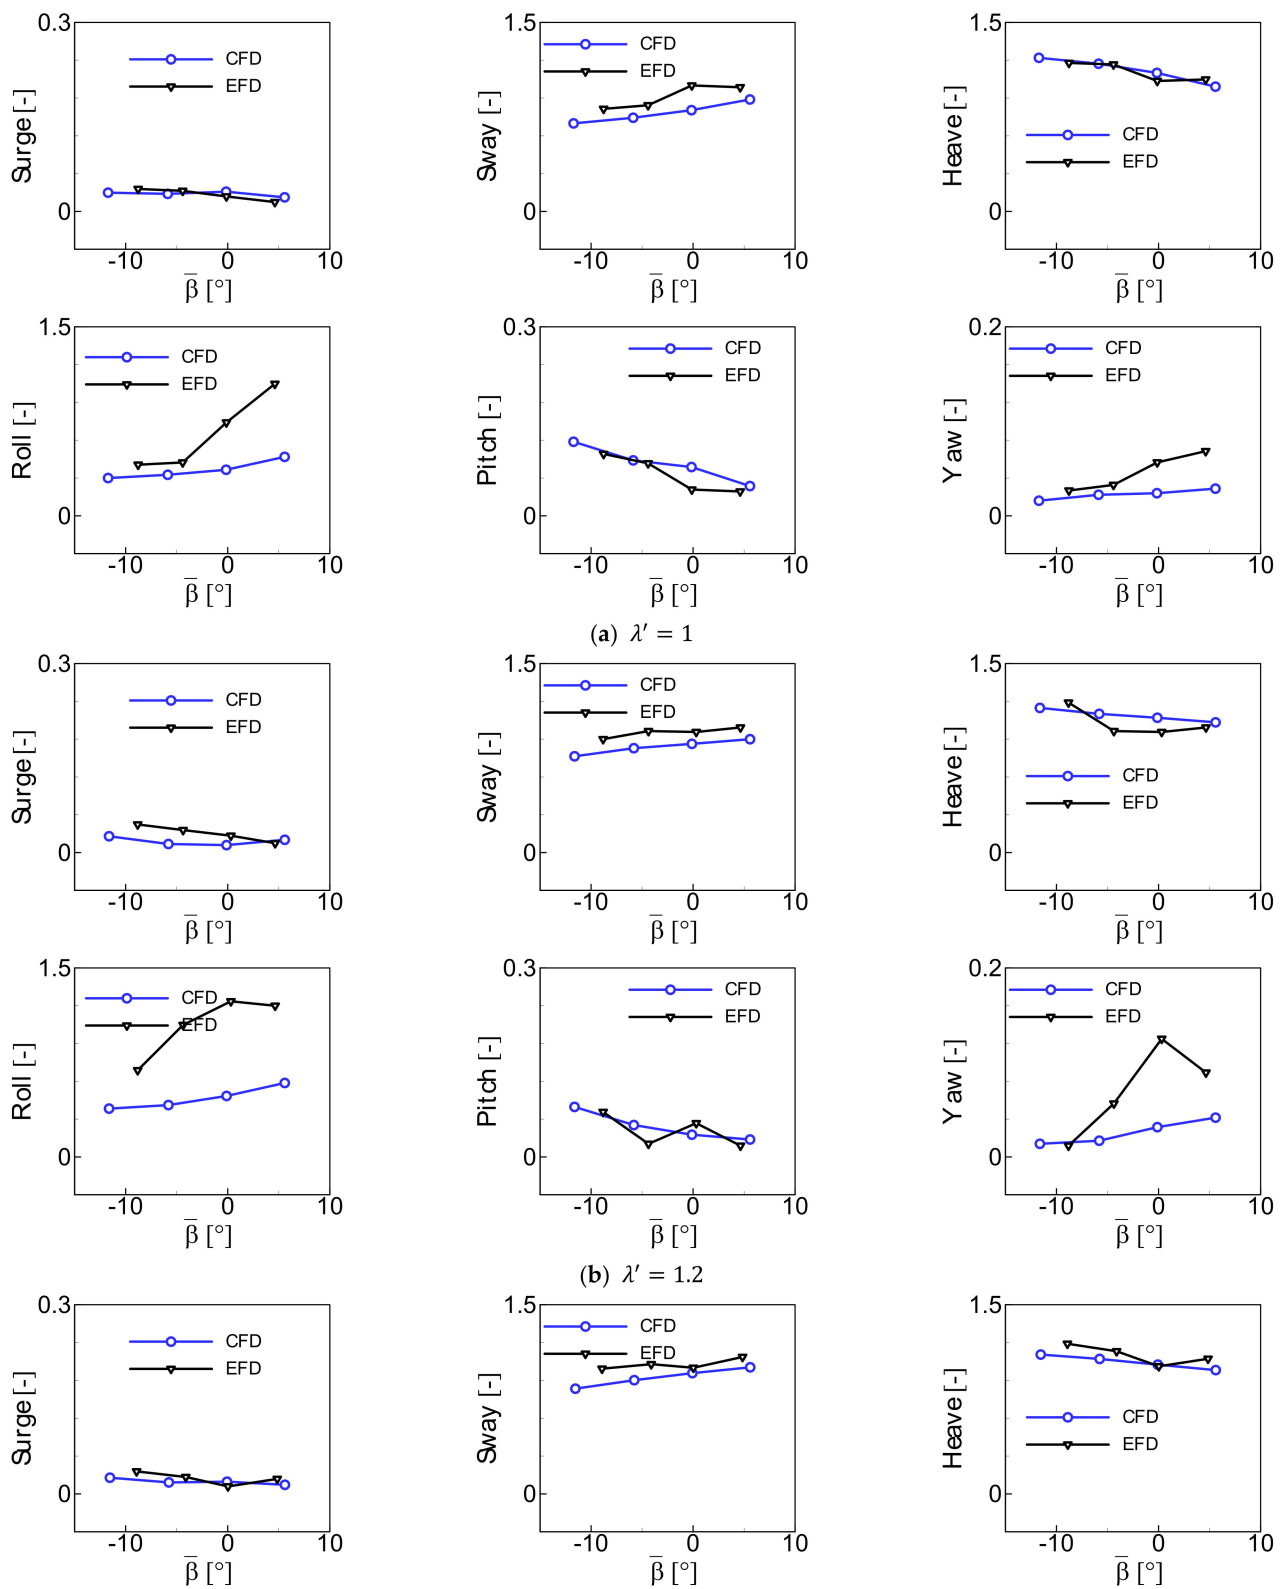 0.3
CFD
EFD
Surge [-]
0
-10 0 10
β̅ [°]
1.5
CFD
EFD
Sway [-]
0
-10 0 10
β̅ [°]
1.5
CFD
EFD
Heave [-]
0
-10 0 10
β̅ [°]
1.5
CFD
EFD
Roll [-]
0
-10 0 10
β̅ [°]
0.3
CFD
EFD
Pitch [-]
0
-10 0 10
β̅ [°]
0.2
CFD
EFD
Yaw [-]
0
-10 0 10
β̅ [°]
(a) λ′ = 1
0.3
CFD
EFD
Surge [-]
0
-10 0 10
β̅ [°]
1.5
CFD
EFD
Sway [-]
0
-10 0 10
β̅ [°]
1.5
CFD
EFD
Heave [-]
0
-10 0 10
β̅ [°]
1.5
CFD
EFD
Roll [-]
0
-10 0 10
β̅ [°]
0.3
CFD
EFD
Pitch [-]
0
-10 0 10
β̅ [°]
0.2
CFD
EFD
Yaw [-]
0
-10 0 10
β̅ [°]
(b) λ′ = 1.2
0.3
CFD
EFD
Surge [-]
0
-10 0 10
β̅ [°]
1.5
CFD
EFD
Sway [-]
0
-10 0 10
β̅ [°]
1.5
CFD
EFD
Heave [-]
0
-10 0 10
β̅ [°]